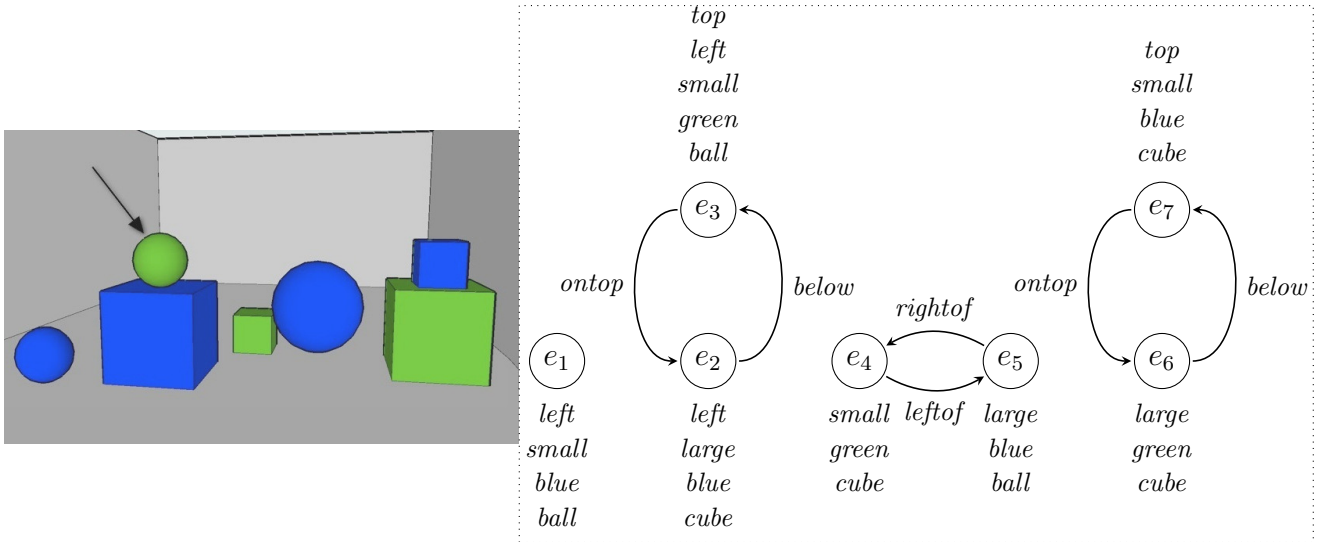 top
left
small
green
ball
e3
ontop
below
e1
left
small
blue
ball
e2
left
large
blue
cube
rightof
leftof
e4
small
green
cube
e5
large
blue
ball
top
small
blue
cube
e7
ontop
below
e6
large
green
cube